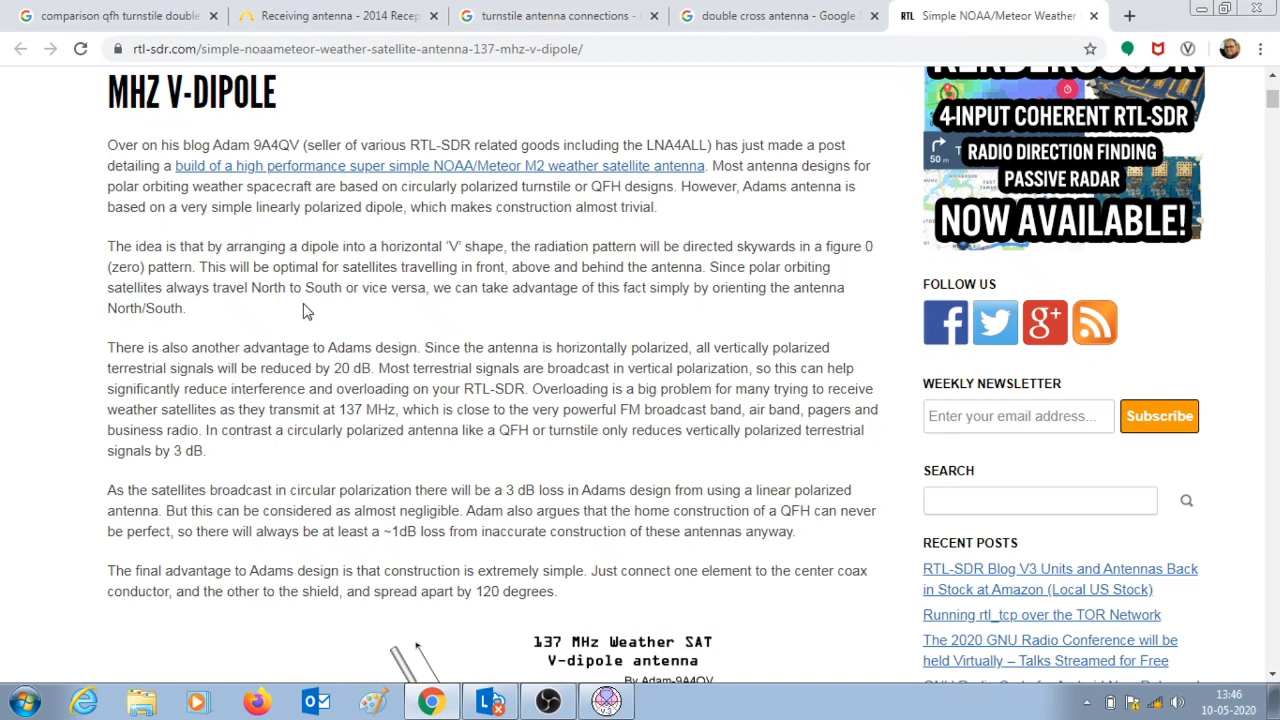 comparison qfh turnstile double
Receiving antenna - 2014 Recep
turnstile antenna connections -
double cross antenna - Google S
RTL
Simple NOAA/Meteor Weather
rtl-sdr.com/simple-noaameteor-weather-satellite-antenna-137-mhz-v-dipole/
MHZ V-DIPOLE
Over on his blog Adam 9A4QV (seller of various RTL-SDR related goods including the LNA4ALL) has just made a post
detailing a build of a high performance super simple NOAA/Meteor M2 weather satellite antenna. Most antenna designs for
polar orbiting weather spacecraft are based on circularly polarized turnstile or QFH designs. However, Adams antenna is
based on a very simple linearly polarized dipole, which makes construction almost trivial.
The idea is that by arranging a dipole into a horizontal ‘V’ shape, the radiation pattern will be directed skywards in a figure 0
(zero) pattern. This will be optimal for satellites travelling in front, above and behind the antenna. Since polar orbiting
satellites always travel North to South or vice versa, we can take advantage of this fact simply by orienting the antenna
North/South.
There is also another advantage to Adams design. Since the antenna is horizontally polarized, all vertically polarized
terrestrial signals will be reduced by 20 dB. Most terrestrial signals are broadcast in vertical polarization, so this can help
significantly reduce interference and overloading on your RTL-SDR. Overloading is a big problem for many trying to receive
weather satellites as they transmit at 137 MHz, which is close to the very powerful FM broadcast band, air band, pagers and
business radio. In contrast a circularly polarized antenna like a QFH or turnstile only reduces vertically polarized terrestrial
signals by 3 dB.
As the satellites broadcast in circular polarization there will be a 3 dB loss in Adams design from using a linear polarized
antenna. But this can be considered as almost negligible. Adam also argues that the home construction of a QFH can never
be perfect, so there will always be at least a ~1dB loss from inaccurate construction of these antennas anyway.
The final advantage to Adams design is that construction is extremely simple. Just connect one element to the center coax
conductor, and the other to the shield, and spread apart by 120 degrees.
137 MHz Weather SAT
V-dipole antenna
By Adam-9A4QV
4-INPUT COHERENT RTL-SDR
RADIO DIRECTION FINDING
PASSIVE RADAR
NOW AVAILABLE!
50 m
FOLLOW US
WEEKLY NEWSLETTER
Enter your email address...
Subscribe
SEARCH
RECENT POSTS
RTL-SDR Blog V3 Units and Antennas Back
in Stock at Amazon (Local US Stock)
Running rtl_tcp over the TOR Network
The 2020 GNU Radio Conference will be
held Virtually – Talks Streamed for Free
13:46
10-05-2020